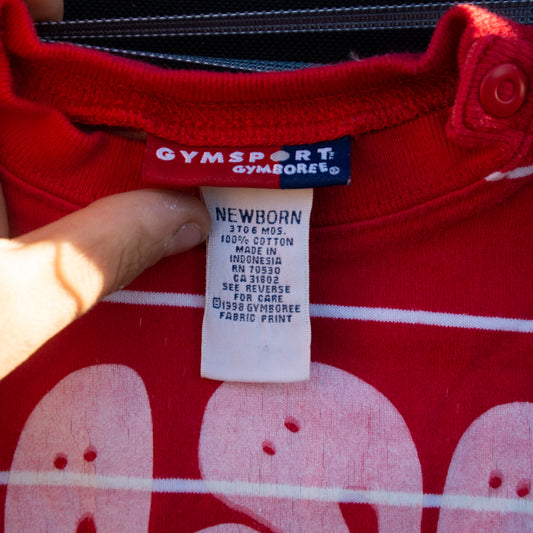 GYMSPORT™
GYMBOREE®
NEWBORN
3 TO 6 MOS.
100% COTTON
MADE IN
INDONESIA
RN 70530
CA 31802
SEE REVERSE
FOR CARE
©1998 GYMBOREE
FABRIC PRINT